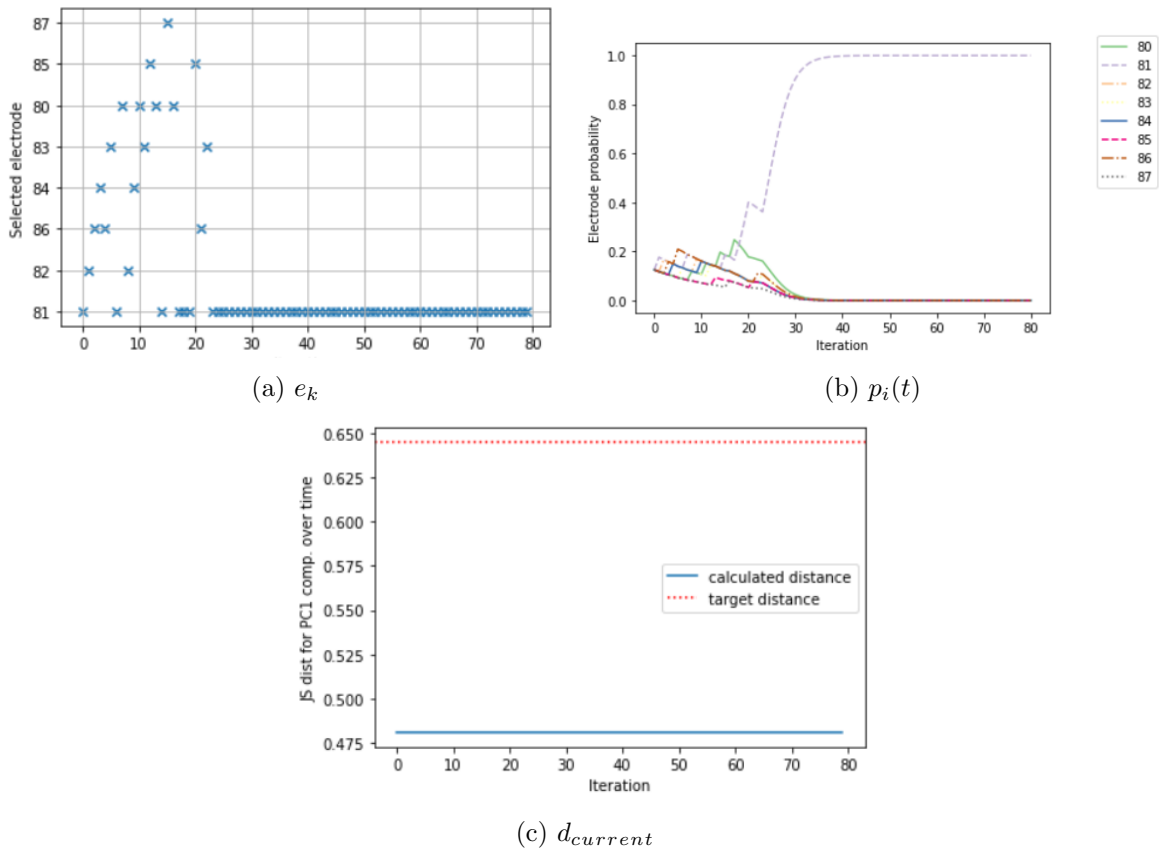 87
85
80
83
84
86
82
81
Selected electrode
0 10 20 30 40 50 60 70 80
(a) e_k
1.0
0.8
0.6
0.4
0.2
0.0
Electrode probability
0 10 20 30 40 50 60 70 80
Iteration
80
81
82
83
84
85
86
87
(b) p_i(t)
0.650
0.625
0.600
0.575
0.550
0.525
0.500
0.475
JS dist for PC1 comp. over time
calculated distance
target distance
0 10 20 30 40 50 60 70 80
Iteration
(c) d_{current}